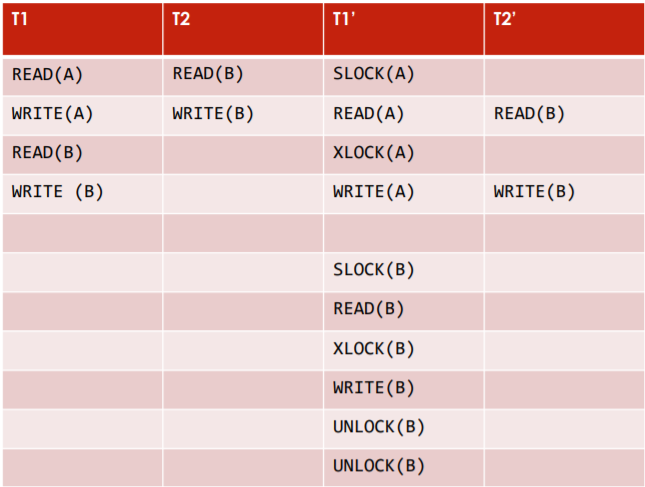 T1 T2 T1' T2'
READ(A) READ(B) SLOCK(A)
WRITE(A) WRITE(B) READ(A) READ(B)
READ(B) XLOCK(A)
WRITE (B) WRITE(A) WRITE(B)
SLOCK(B)
READ(B)
XLOCK(B)
WRITE(B)
UNLOCK(B)
UNLOCK(B)